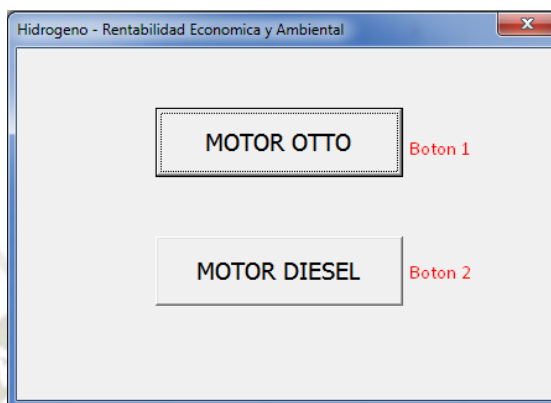 Hidrogeno - Rentabilidad Economica y Ambiental
MOTOR OTTO
Boton 1
MOTOR DIESEL
Boton 2